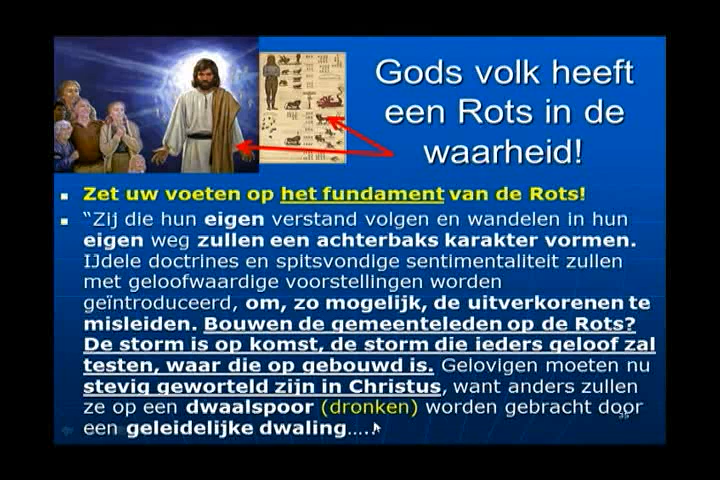 Gods volk heeft
een Rots in de
waarheid!
Zet uw voeten op het fundament van de Rots!
“Zij die hun eigen verstand volgen en wandelen in hun
eigen weg zullen een achterbaks karakter vormen.
IJdele doctrines en spitsvondige sentimentaliteit zullen
met geloofwaardige voorstellingen worden
geïntroduceerd, om, zo mogelijk, de uitverkorenen te
misleiden. Bouwen de gemeenteleden op de Rots?
De storm is op komst, de storm die ieders geloof zal
testen, waar die op gebouwd is. Gelovigen moeten nu
stevig geworteld zijn in Christus, want anders zullen
ze op een dwaalspoor (dronken) worden gebracht door
een geleidelijke dwaling….